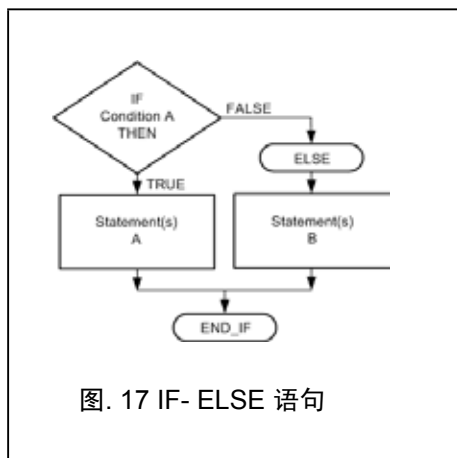 IF
Condition A
THEN
FALSE
ELSE
TRUE
Statement(s)
A
Statement(s)
B
END_IF
图. 17 IF- ELSE 语句